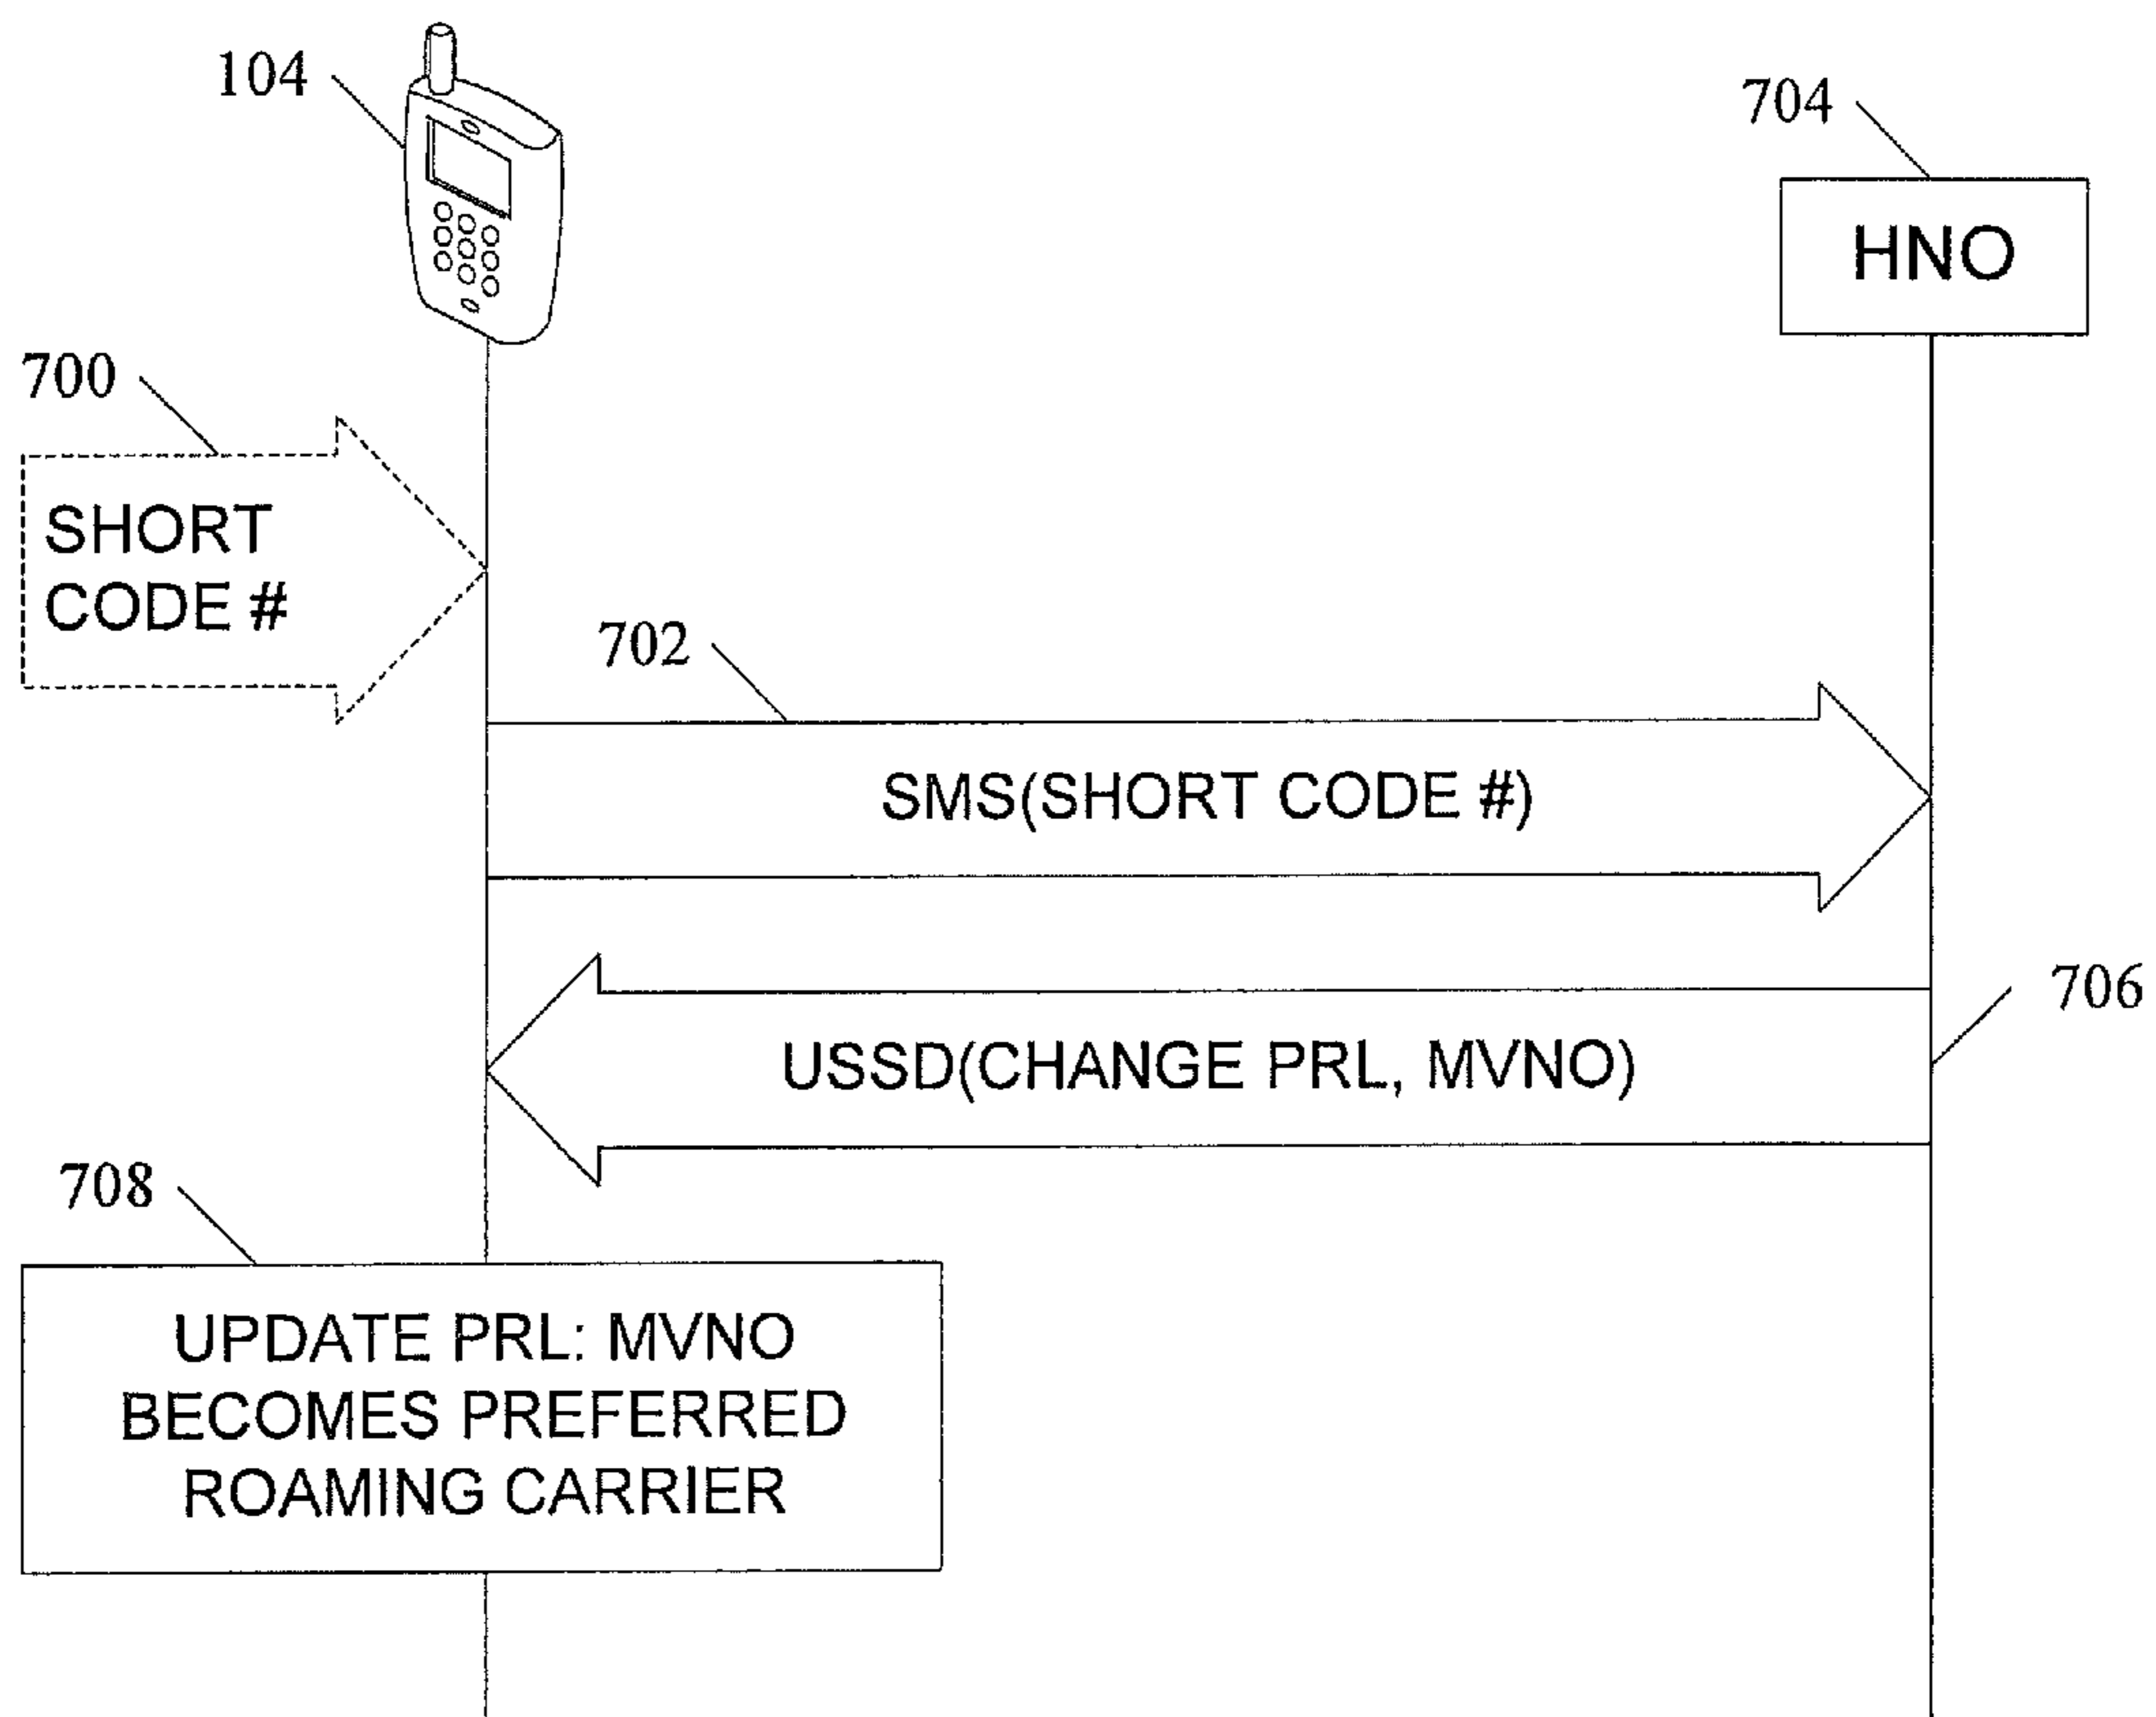 104
704
HNO
700
SHORT
CODE #
702
SMS(SHORT CODE #)
706
USSD(CHANGE PRL, MVNO)
708
UPDATE PRL: MVNO
BECOMES PREFERRED
ROAMING CARRIER